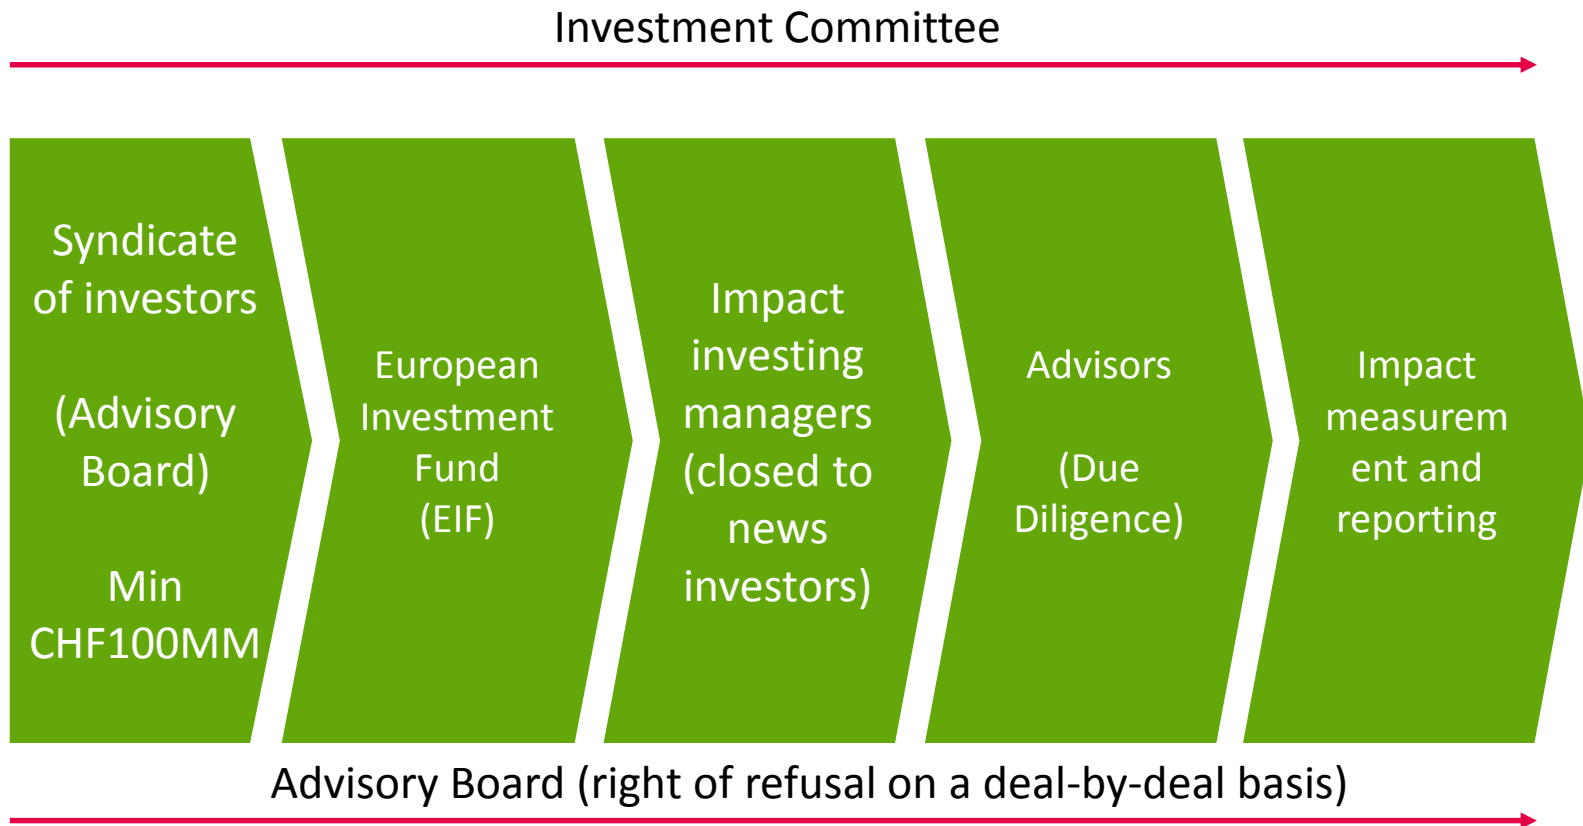 Investment Committee
Syndicate
of investors
(Advisory
Board)
Min
CHF100MM
European
Investment
Fund
(EIF)
Impact
investing
managers
(closed to
news
investors)
Advisors
(Due
Diligence)
Impact
measurem
ent and
reporting
Advisory Board (right of refusal on a deal-by-deal basis)